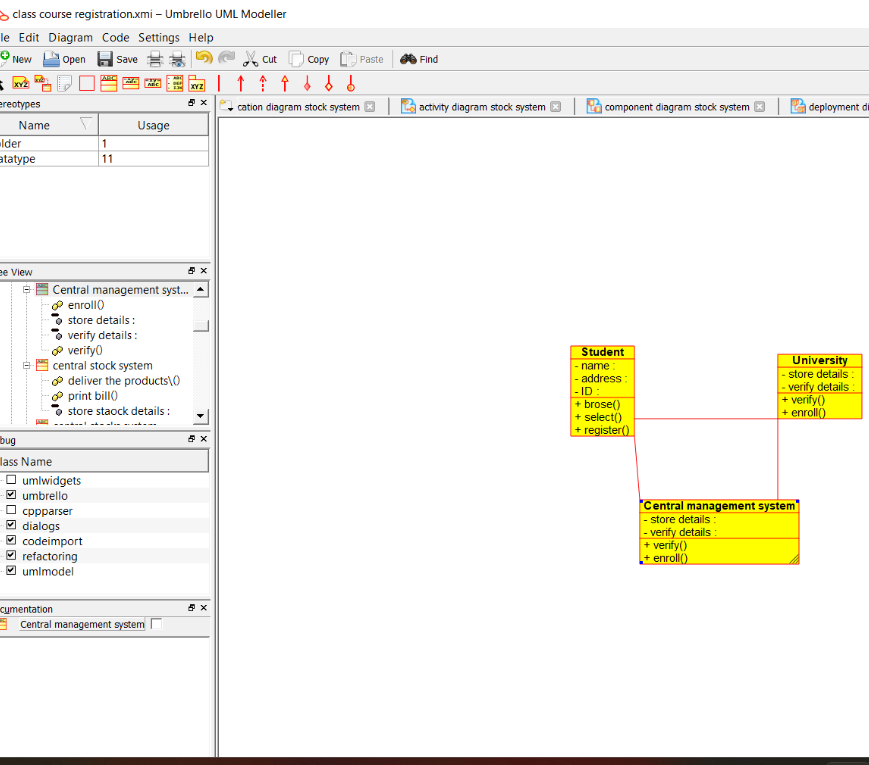 class course registration.xmi – Umbrello UML Modeller
le Edit Diagram Code Settings Help
New Open Save Cut Copy Paste Find
ereotypes
Name Usage
older 1
atatype 11
ee View
Central management syst...
enroll()
store details :
verify details :
verify()
central stock system
deliver the products\()
print bill()
store staock details :
central stocks system
bug
lass Name
umlwidgets
umbrello
cppparser
dialogs
codeimport
refactoring
umlmodel
cumentation
Central management system
cation diagram stock system activity diagram stock system component diagram stock system deployment di
Student
- name :
- address :
- ID :
+ brose()
+ select()
+ register()
University
- store details :
- verify details :
+ verify()
+ enroll()
Central management system
- store details :
- verify details :
+ verify()
+ enroll()